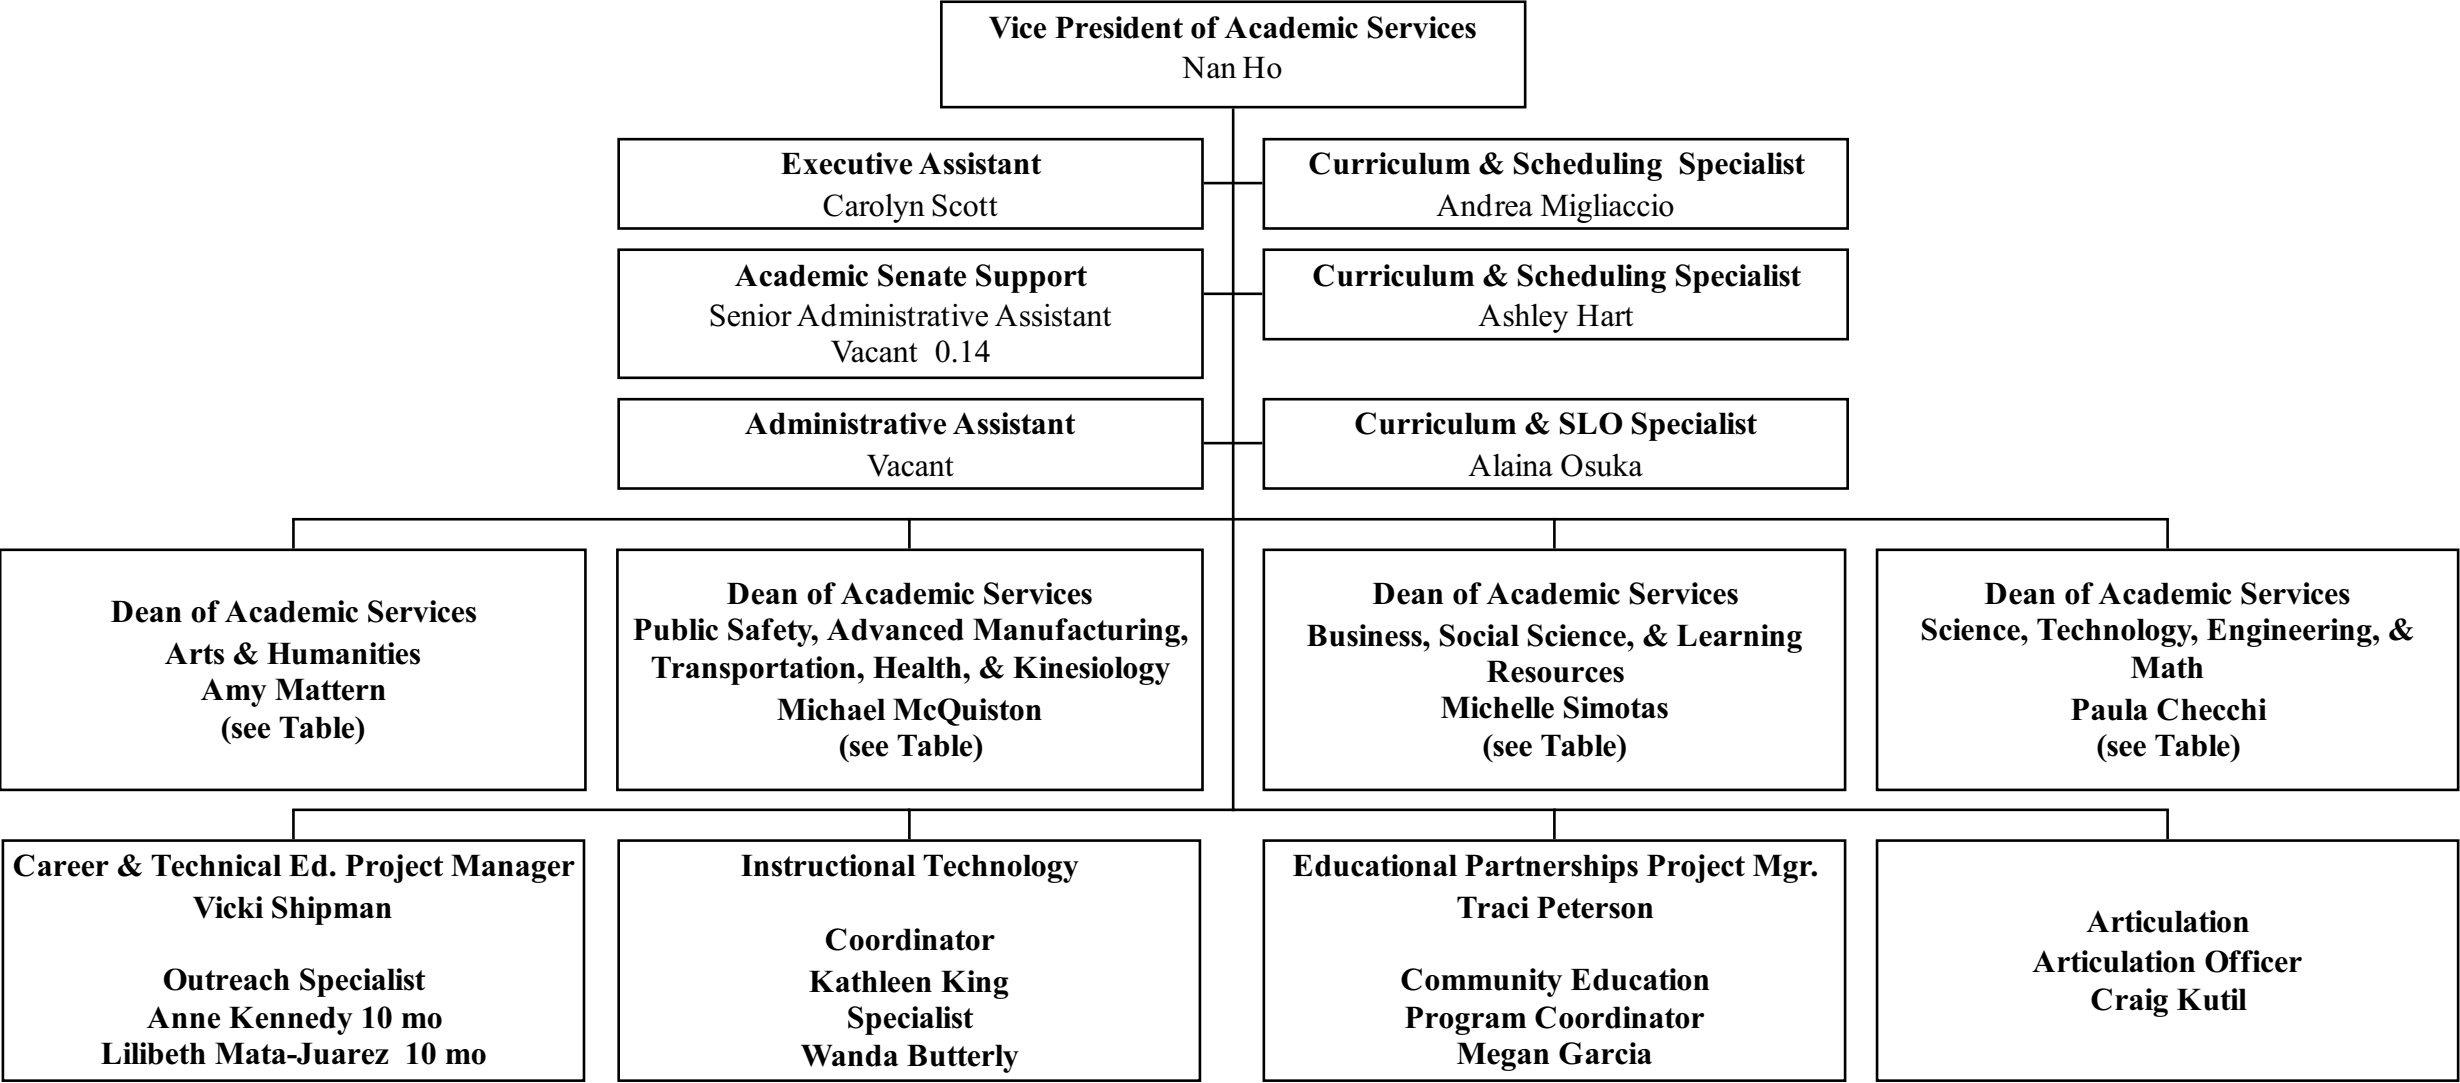 Vice President of Academic Services
Nan Ho
Executive Assistant
Carolyn Scott
Curriculum & Scheduling Specialist
Andrea Migliaccio
Academic Senate Support
Senior Administrative Assistant
Vacant 0.14
Curriculum & Scheduling Specialist
Ashley Hart
Administrative Assistant
Vacant
Curriculum & SLO Specialist
Alaina Osuka
Dean of Academic Services
Arts & Humanities
Amy Mattern
(see Table)
Dean of Academic Services
Public Safety, Advanced Manufacturing,
Transportation, Health, & Kinesiology
Michael McQuiston
(see Table)
Dean of Academic Services
Business, Social Science, & Learning
Resources
Michelle Simotas
(see Table)
Dean of Academic Services
Science, Technology, Engineering, &
Math
Paula Checchi
(see Table)
Career & Technical Ed. Project Manager
Vicki Shipman
Outreach Specialist
Anne Kennedy 10 mo
Lilibeth Mata-Juarez 10 mo
Instructional Technology
Coordinator
Kathleen King
Specialist
Wanda Butterly
Educational Partnerships Project Mgr.
Traci Peterson
Community Education
Program Coordinator
Megan Garcia
Articulation
Articulation Officer
Craig Kutil